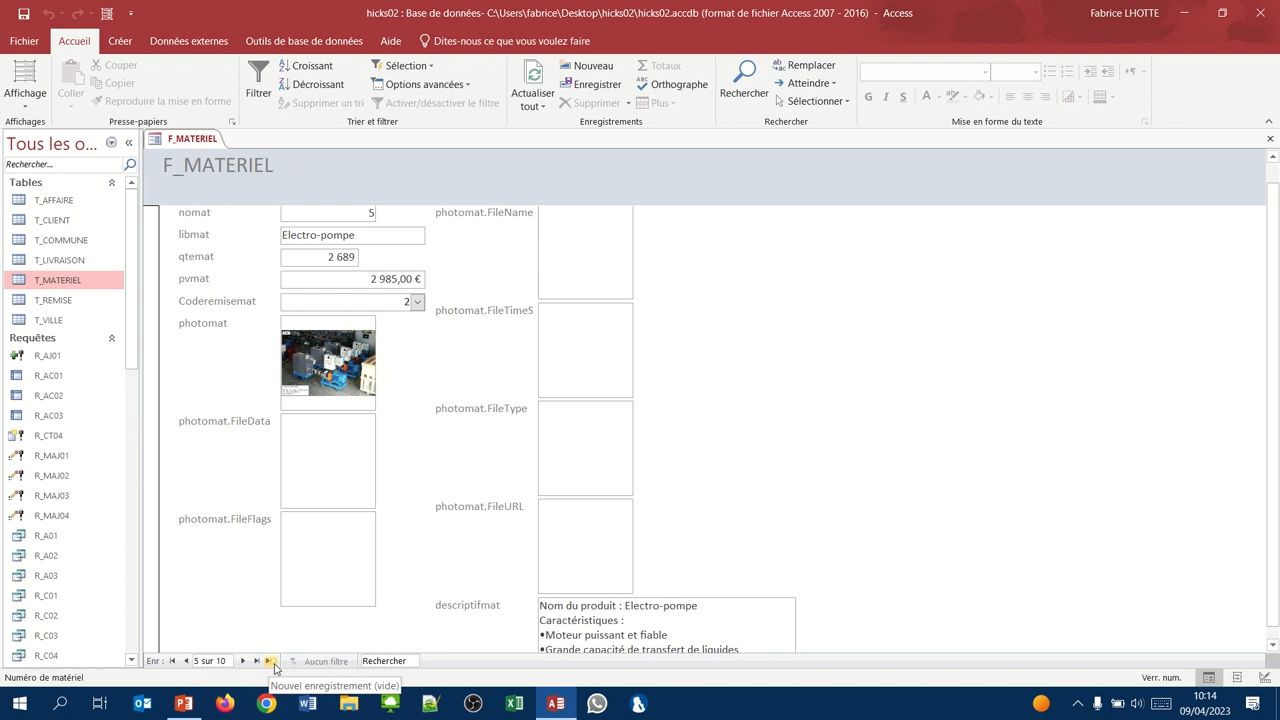 hicks02 : Base de données- C:\Users\fabrice\Desktop\hicks02\hicks02.accdb (format de fichier Access 2007 - 2016) - Access
Fabrice LHOTTE
Fichier
Accueil
Créer
Données externes
Outils de base de données
Aide
Dites-nous ce que vous voulez faire
Affichage
Affichages
Coller
Couper
Copier
Reproduire la mise en forme
Presse-papiers
Filtrer
Croissant
Décroissant
Supprimer un tri
Sélection
Options avancées
Activer/désactiver le filtre
Trier et filtrer
Actualiser
tout
Nouveau
Enregistrer
Supprimer
Totaux
Orthographe
Plus
Enregistrements
Rechercher
Remplacer
Atteindre
Sélectionner
Rechercher
G I S
A
Mise en forme du texte
Tous les o...
Rechercher...
Tables
T_AFFAIRE
T_CLIENT
T_COMMUNE
T_LIVRAISON
T_MATERIEL
T_REMISE
T_VILLE
Requêtes
R_AJ01
R_AC01
R_AC02
R_AC03
R_CT04
R_MAJ01
R_MAJ02
R_MAJ03
R_MAJ04
R_A01
R_A02
R_A03
R_C01
R_C02
R_C03
R_C04
F_MATERIEL
F_MATERIEL
nomat 5
libmat Electro-pompe
qtemat 2 689
pvmat 2 985,00 €
Coderemisemat 2
photomat
photomat.FileData
photomat.FileFlags
photomat.FileName
photomat.FileTimeS
photomat.FileType
photomat.FileURL
descriptifmat
Nom du produit : Electro-pompe
Caractéristiques :
•Moteur puissant et fiable
•Grande capacité de transfert de liquides
Enr : 5 sur 10
Aucun filtre
Rechercher
Nouvel enregistrement (vide)
Numéro de matériel
Verr. num.
10:14
09/04/2023